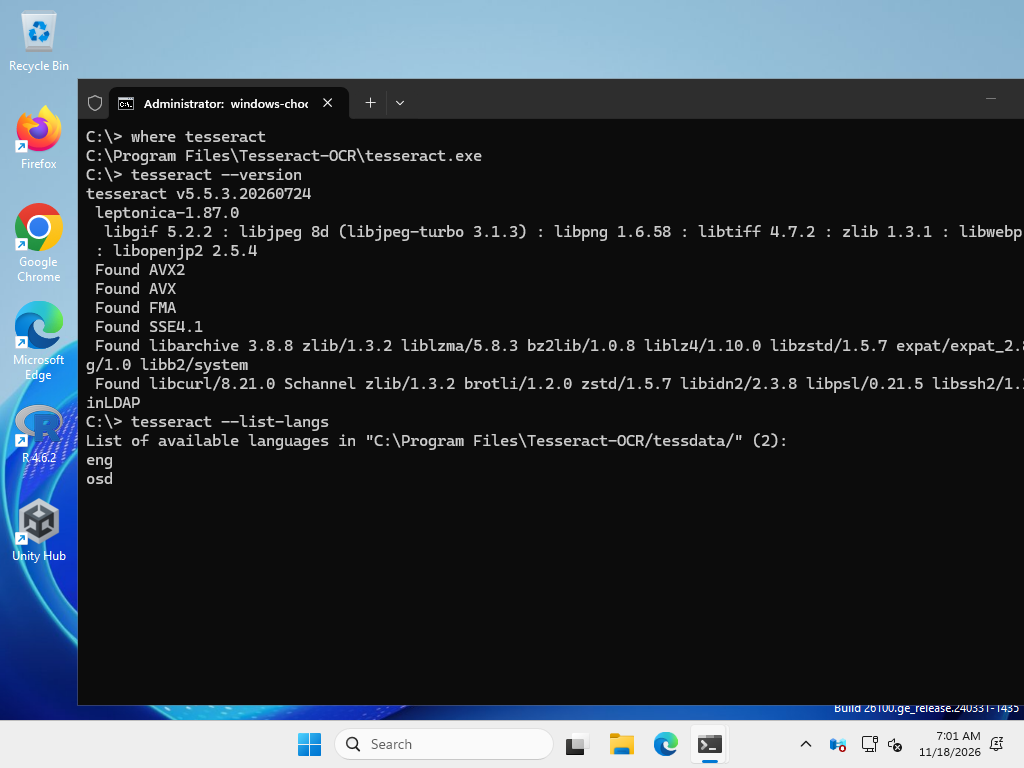 Recycle Bin
Firefox
Google
Chrome
Microsoft
Edge
R 4.6.2
Unity Hub
Administrator: windows-choc
C:\> where tesseract
C:\Program Files\Tesseract-OCR\tesseract.exe
C:\> tesseract --version
tesseract v5.5.3.20260724
leptonica-1.87.0
libgif 5.2.2 : libjpeg 8d (libjpeg-turbo 3.1.3) : libpng 1.6.58 : libtiff 4.7.2 : zlib 1.3.1 : libwebp
: libopenjp2 2.5.4
Found AVX2
Found AVX
Found FMA
Found SSE4.1
Found libarchive 3.8.8 zlib/1.3.2 liblzma/5.8.3 bz2lib/1.0.8 liblz4/1.10.0 libzstd/1.5.7 expat/expat_2.8
g/1.0 libb2/system
Found libcurl/8.21.0 Schannel zlib/1.3.2 brotli/1.2.0 zstd/1.5.7 libidn2/2.3.8 libpsl/0.21.5 libssh2/1.
inLDAP
C:\> tesseract --list-langs
List of available languages in "C:\Program Files\Tesseract-OCR/tessdata/" (2):
eng
osd
Build 26100.ge_release.240331-1435
Search
7:01 AM
11/18/2026